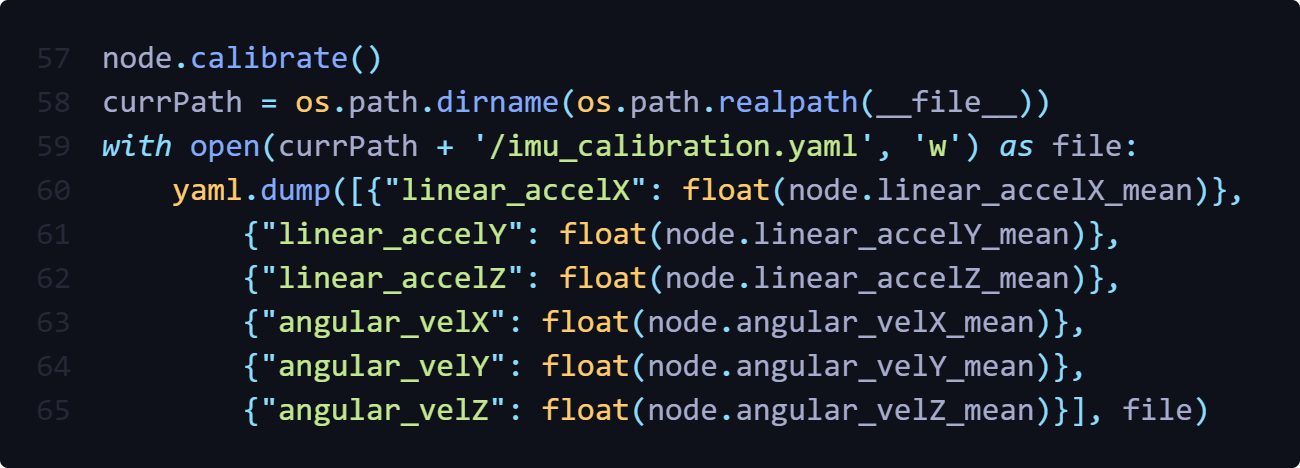 57 node.calibrate()
58 currPath = os.path.dirname(os.path.realpath(__file__))
59 with open(currPath + '/imu_calibration.yaml', 'w') as file:
60     yaml.dump([{"linear_accelX": float(node.linear_accelX_mean)},
61         {"linear_accelY": float(node.linear_accelY_mean)},
62         {"linear_accelZ": float(node.linear_accelZ_mean)},
63         {"angular_velX": float(node.angular_velX_mean)},
64         {"angular_velY": float(node.angular_velY_mean)},
65         {"angular_velZ": float(node.angular_velZ_mean)}], file)